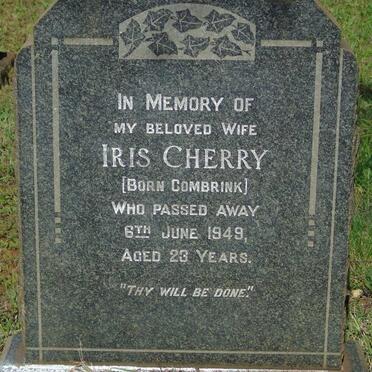 In Memory of
my beloved Wife
Iris Cherry
[Born Combrink]
Who passed away
6th June 1949,
Aged 23 Years.
"Thy will be done."